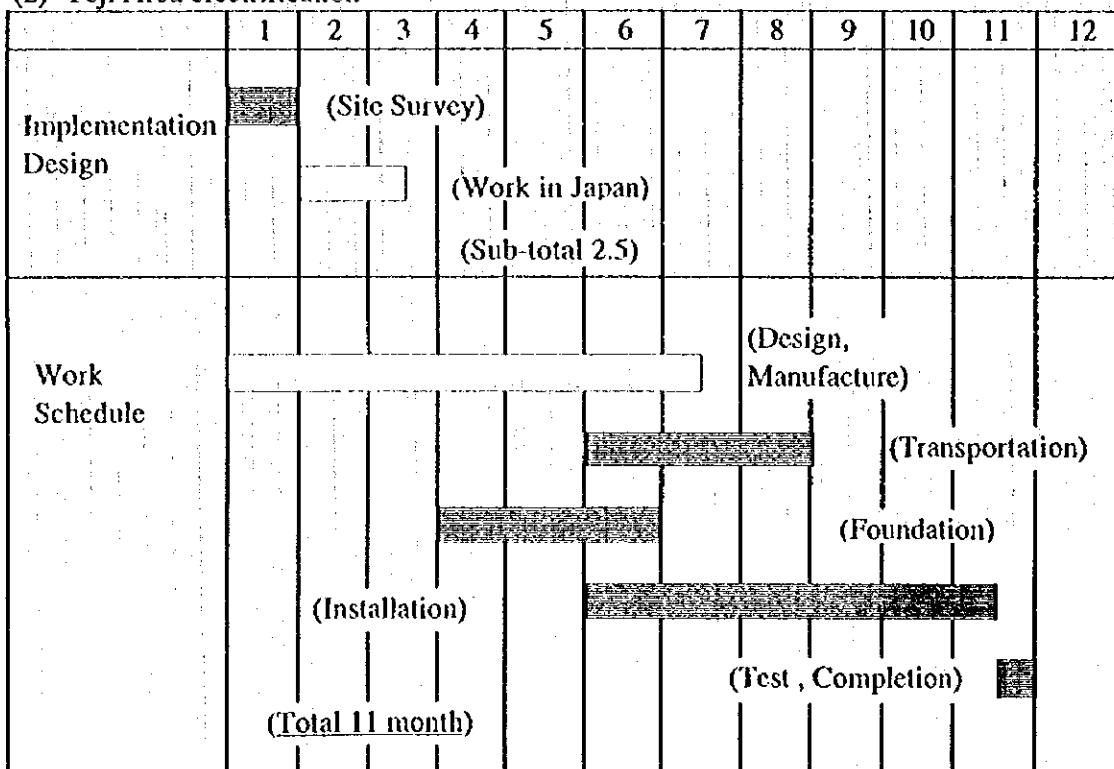 1 2 3 4 5 6 7 8 9 10 11 12
Implementation
Design
(Site Survey)
(Work in Japan)
(Sub-total 2.5)
Work
Schedule
(Design,
Manufacture)
(Transportation)
(Foundation)
(Installation)
(Test , Completion)
(Total 11 month)